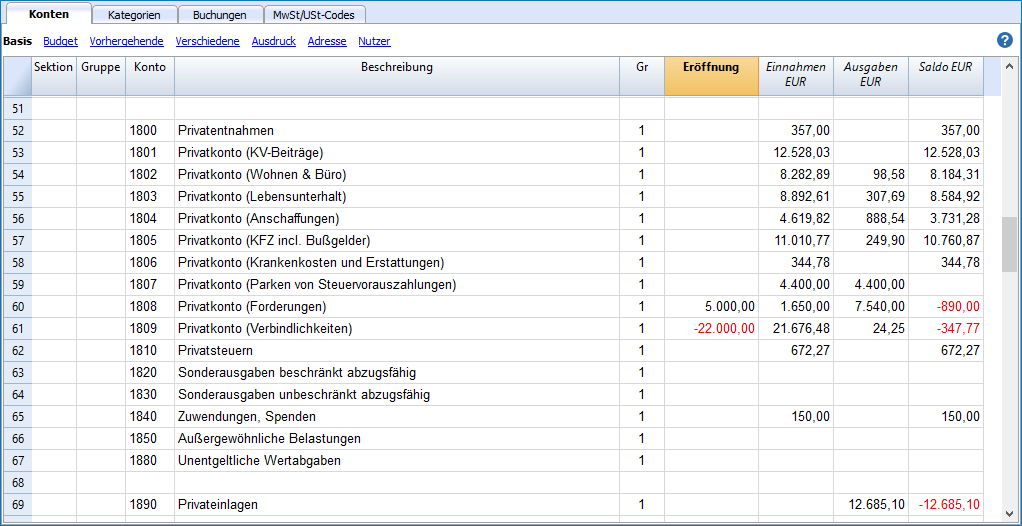 Konten Kategorien Buchungen MwSt/USt-Codes
Basis Budget Vorhergehende Verschiedene Ausdruck Adresse Nutzer ?
Sektion Gruppe Konto Beschreibung Gr Eröffnung Einnahmen Ausgaben Saldo EUR
EUR EUR
51
52 1800 Privatentnahmen 1 357,00 357,00
53 1801 Privatkonto (KV-Beiträge) 1 12.528,03 12.528,03
54 1802 Privatkonto (Wohnen & Büro) 1 8.282,89 98,58 8.184,31
55 1803 Privatkonto (Lebensunterhalt) 1 8.892,61 307,69 8.584,92
56 1804 Privatkonto (Anschaffungen) 1 4.619,82 888,54 3.731,28
57 1805 Privatkonto (KFZ incl. Bußgelder) 1 11.010,77 249,90 10.760,87
58 1806 Privatkonto (Krankenkosten und Erstattungen) 1 344,78 344,78
59 1807 Privatkonto (Parken von Steuervorauszahlungen) 1 4.400,00 4.400,00
60 1808 Privatkonto (Forderungen) 1 5.000,00 1.650,00 7.540,00 -890,00
61 1809 Privatkonto (Verbindlichkeiten) 1 -22.000,00 21.676,48 24,25 -347,77
62 1810 Privatsteuern 1 672,27 672,27
63 1820 Sonderausgaben beschränkt abzugsfähig 1
64 1830 Sonderausgaben unbeschränkt abzugsfähig 1
65 1840 Zuwendungen, Spenden 1 150,00 150,00
66 1850 Außergewöhnliche Belastungen 1
67 1880 Unentgeltliche Wertabgaben 1
68
69 1890 Privateinlagen 1 12.685,10 -12.685,10